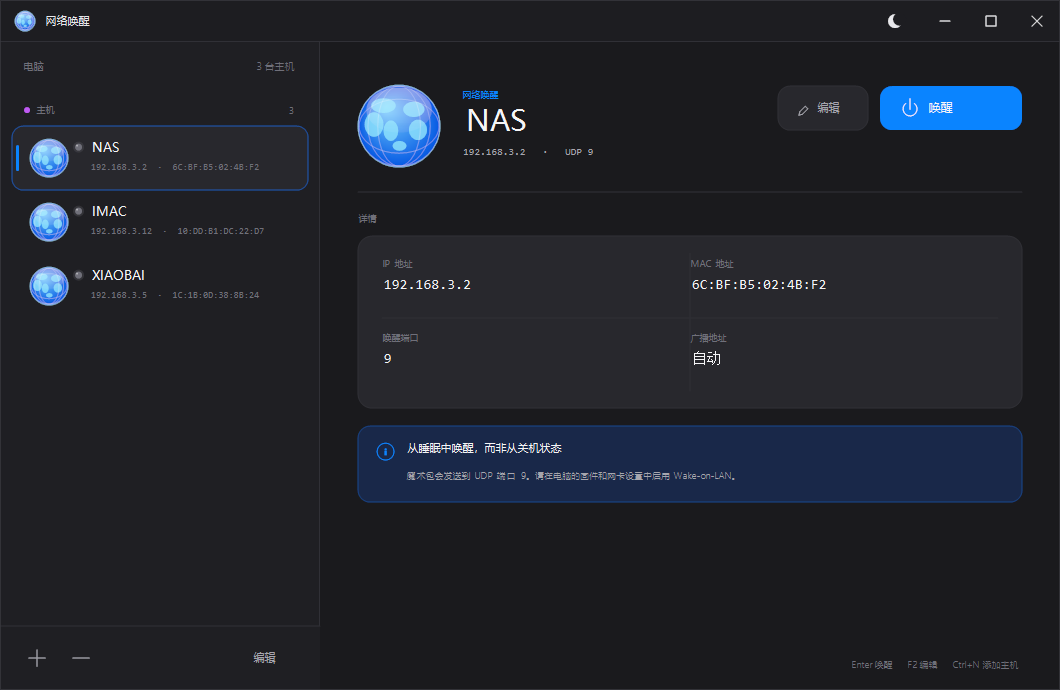 网络唤醒
电脑
3 台主机
主机
3
NAS
192.168.3.2 · 6C:BF:B5:02:4B:F2
IMAC
192.168.3.12 · 10:DD:B1:DC:22:D7
XIAOBAI
192.168.3.5 · 1C:1B:0D:38:8B:24
编辑
网络唤醒
NAS
192.168.3.2 · UDP 9
编辑
唤醒
详情
IP 地址
192.168.3.2
MAC 地址
6C:BF:B5:02:4B:F2
唤醒端口
9
广播地址
自动
从睡眠中唤醒，而非从关机状态
魔术包会发送到 UDP 端口 9。请在电脑的固件和网卡设置中启用 Wake-on-LAN。
Enter 唤醒 F2 编辑 Ctrl+N 添加主机